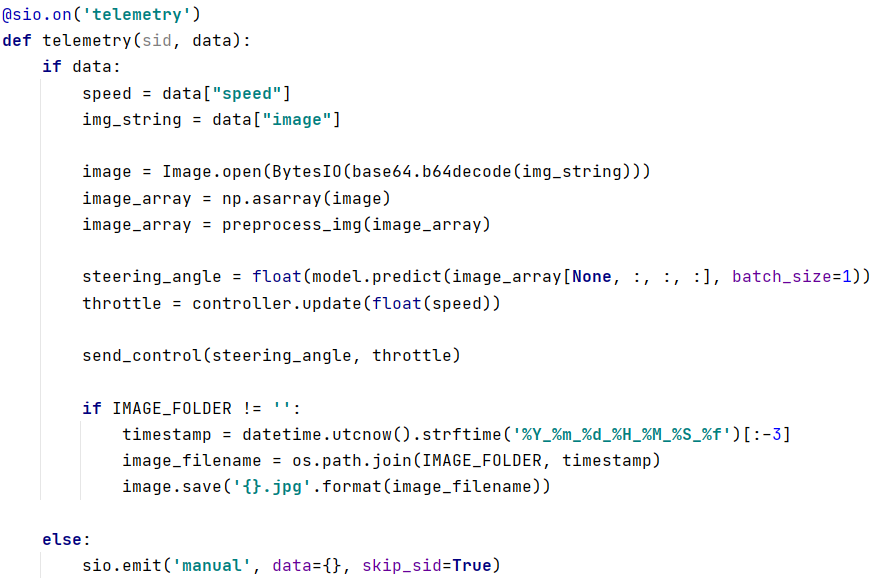 @sio.on('telemetry')
def telemetry(sid, data):
    if data:
        speed = data["speed"]
        img_string = data["image"]

        image = Image.open(BytesIO(base64.b64decode(img_string)))
        image_array = np.asarray(image)
        image_array = preprocess_img(image_array)

        steering_angle = float(model.predict(image_array[None, :, :, :], batch_size=1))
        throttle = controller.update(float(speed))

        send_control(steering_angle, throttle)

        if IMAGE_FOLDER != '':
            timestamp = datetime.utcnow().strftime('%Y_%m_%d_%H_%M_%S_%f')[:-3]
            image_filename = os.path.join(IMAGE_FOLDER, timestamp)
            image.save('{}.jpg'.format(image_filename))

    else:
        sio.emit('manual', data={}, skip_sid=True)